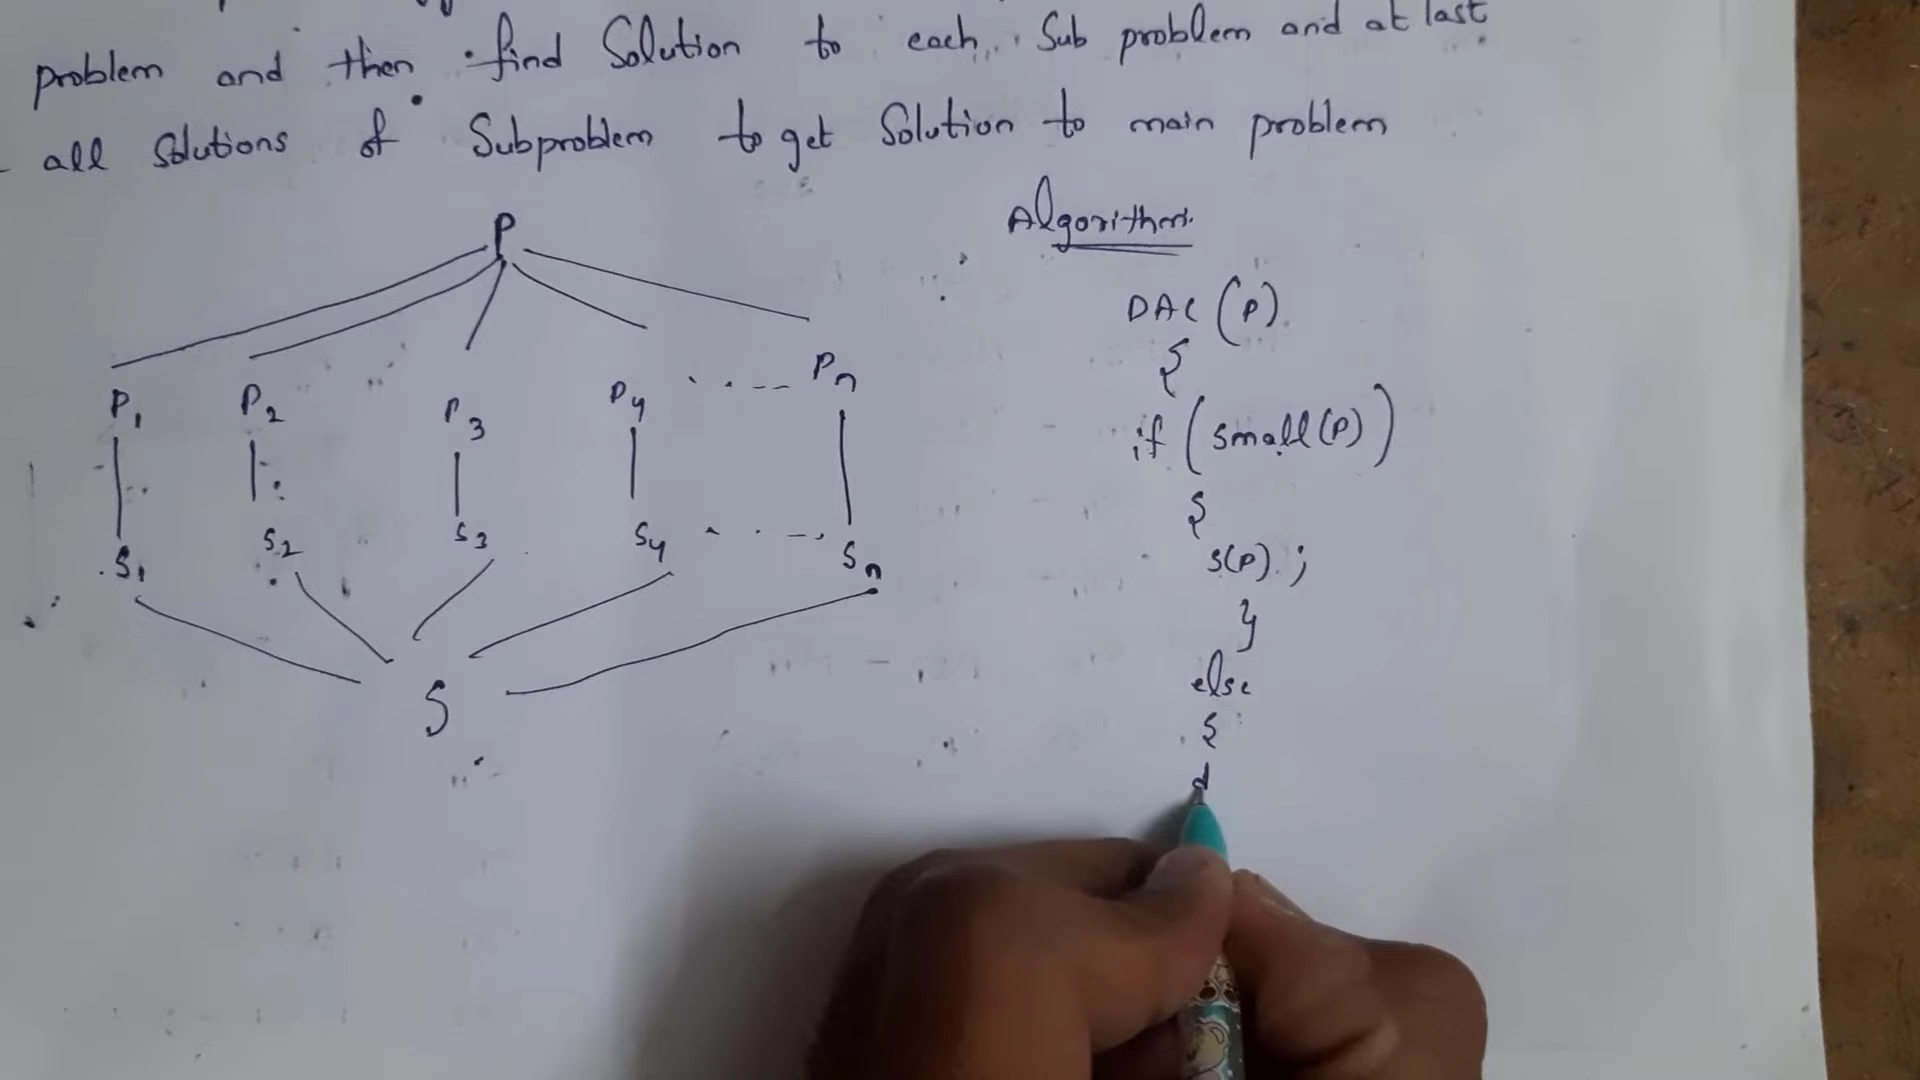 problem and then find Solution to each Sub problem and at last
all Solutions of Subproblem to get Solution to main problem
P
P1 P2 P3 P4 .... Pn
S1 S2 S3 S4 .... Sn
S
Algorithm
DAC (P)
{
if (small(P))
{
S(P) ;
}
else
{
d